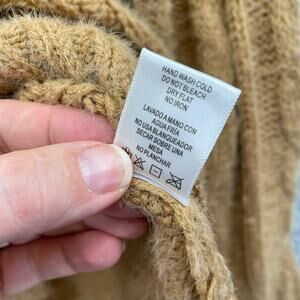 HAND WASH COLD
DO NOT BLEACH
DRY FLAT
NO IRON
LAVADO A MANO CON
AGUA FRIA
NO USA BLANQUEADOR
SECAR SOBRE UNA
MESA
NO PLANCHAR